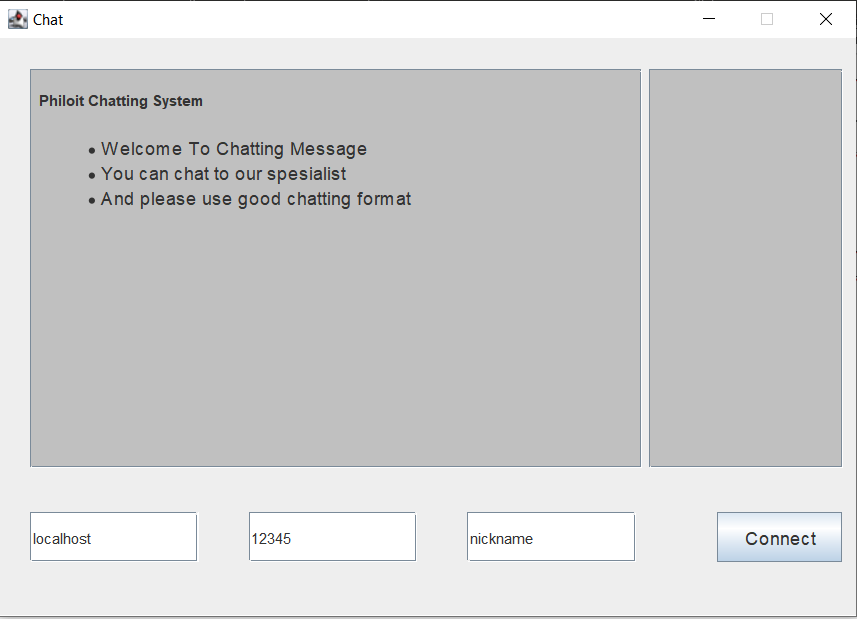 Chat
Philoit Chatting System
• Welcome To Chatting Message
• You can chat to our spesialist
• And please use good chatting format
localhost
12345
nickname
Connect